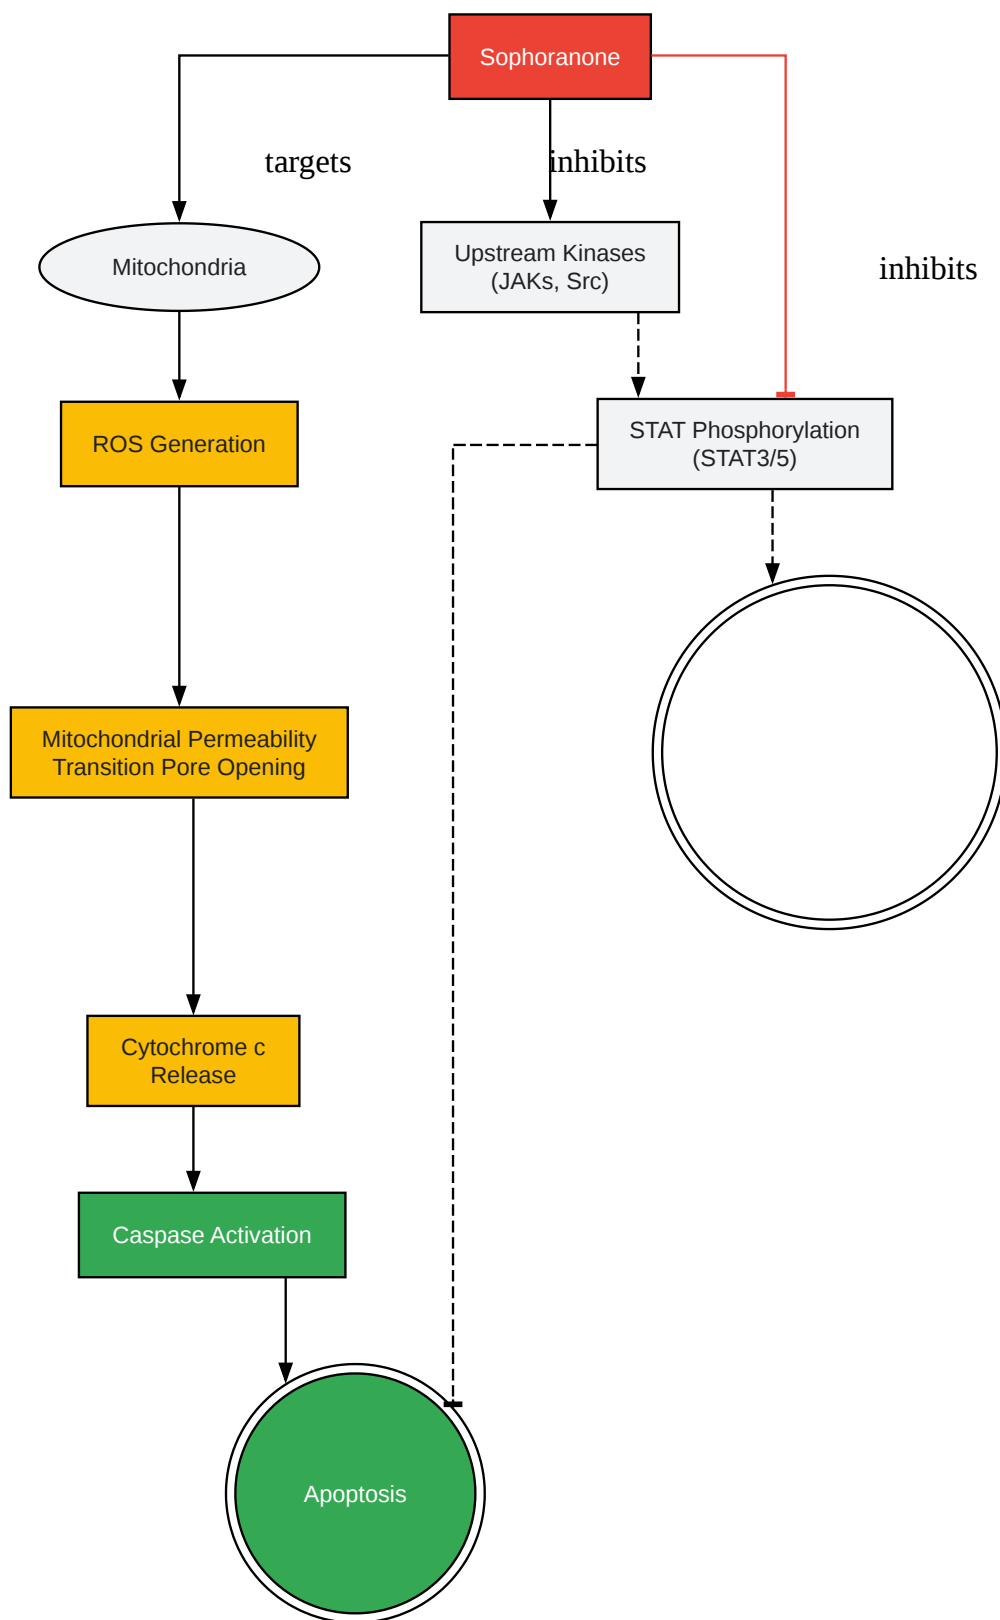 Sophoranone
targets
inhibits
Mitochondria
Upstream Kinases
(JAKs, Src)
inhibits
ROS Generation
STAT Phosphorylation
(STAT3/5)
Mitochondrial Permeability
Transition Pore Opening
Cytochrome c
Release
Caspase Activation
Apoptosis